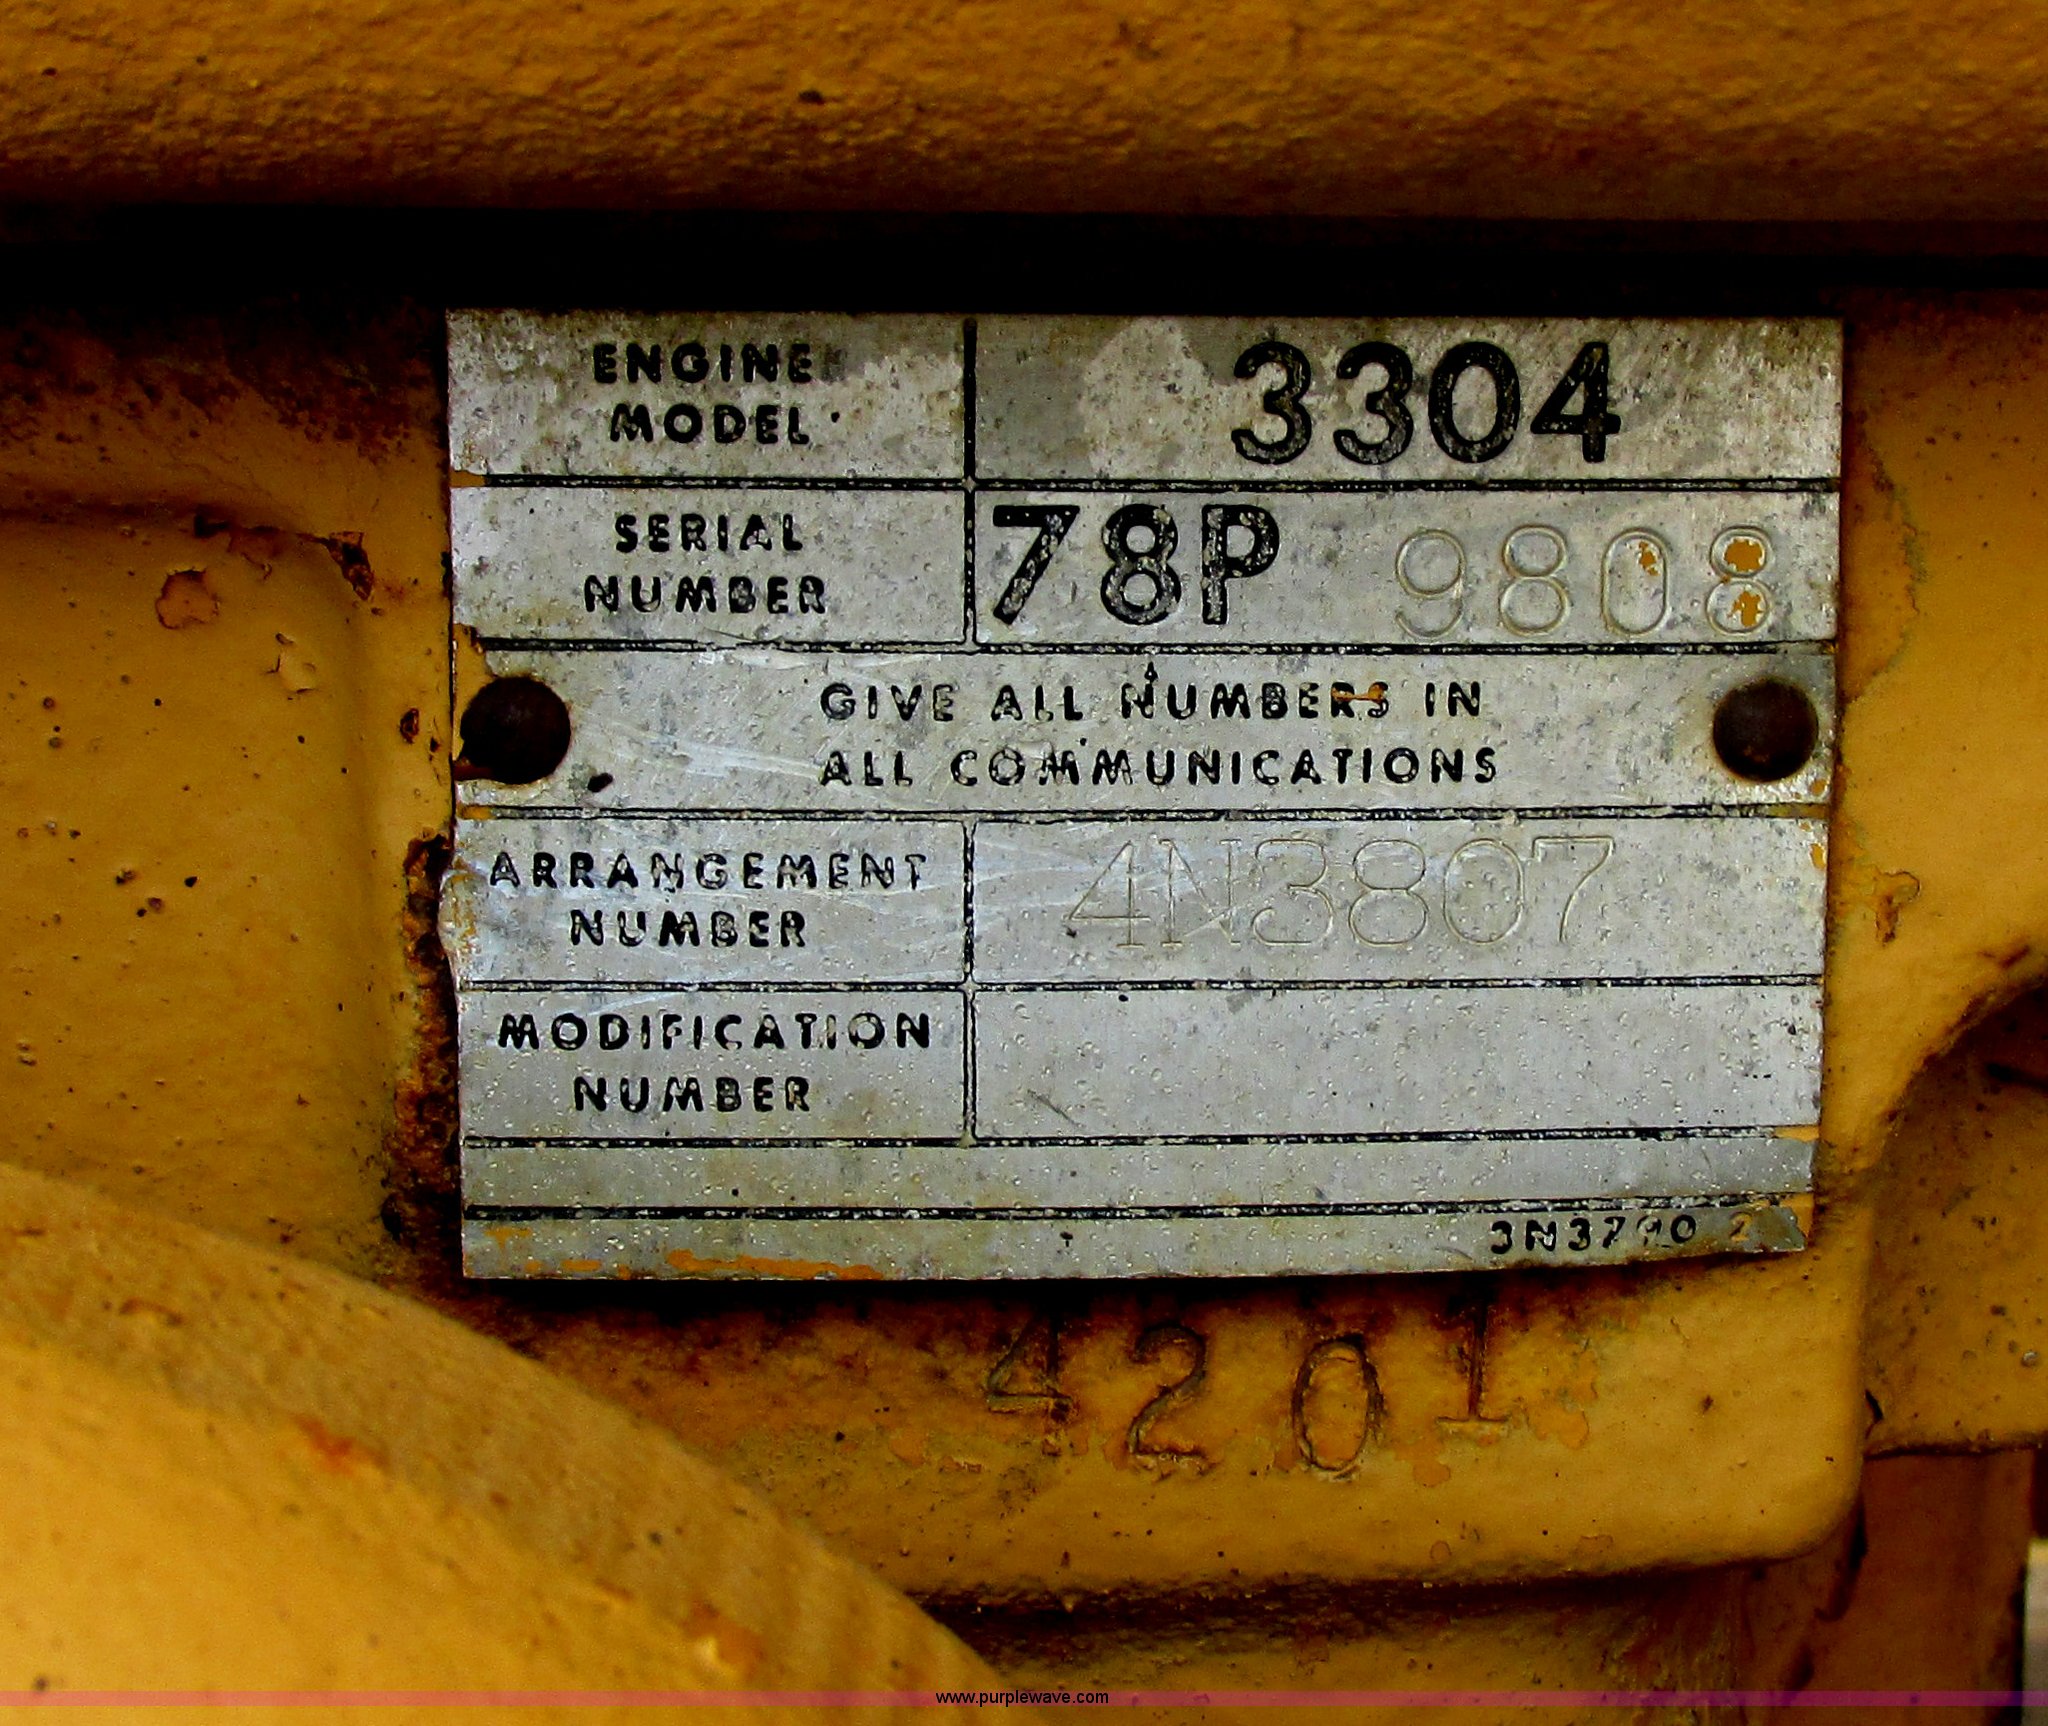 ENGINE
MODEL
3304
SERIAL
NUMBER
78P 9808
GIVE ALL NUMBERS IN
ALL COMMUNICATIONS
ARRANGEMENT
NUMBER
4N3807
MODIFICATION
NUMBER
4201
www.purplewave.com